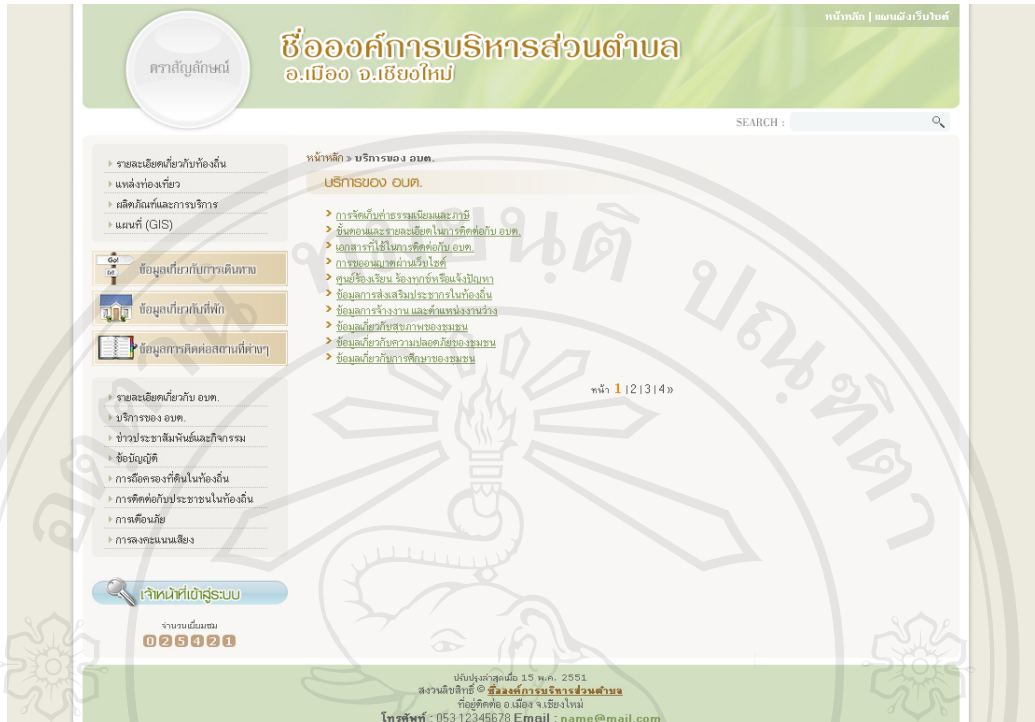 หน้าหลัก | แผนผังเว็บไซต์
ตราสัญลักษณ์
ชื่อองค์การบริหารส่วนตำบล
อ.เมือง จ.เชียงใหม่
SEARCH :
รายละเอียดเกี่ยวกับท้องถิ่น
แหล่งท่องเที่ยว
ผลิตภัณฑ์และการบริการ
แผนที่ (GIS)
Go!
ข้อมูลเกี่ยวกับการเดินทาง
ข้อมูลเกี่ยวกับที่พัก
ข้อมูลการติดต่อสถานที่ต่างๆ
รายละเอียดเกี่ยวกับ อบต.
บริการของ อบต.
ข่าวประชาสัมพันธ์และกิจกรรม
ข้อบัญญัติ
การถือครองที่ดินในท้องถิ่น
การติดต่อกับประชาชนในท้องถิ่น
การเตือนภัย
การลงคะแนนเสียง
เจ้าหน้าที่เข้าสู่ระบบ
จำนวนเยี่ยมชม
025421
หน้าหลัก » บริการของ อบต.
บริการของ อบต.
การจัดเก็บค่าธรรมเนียมและภาษี
ขั้นตอนและรายละเอียดในการติดต่อกับ อบต.
เอกสารที่ใช้ในการติดต่อกับ อบต.
การขออนุญาตผ่านเว็บไซต์
ศูนย์ร้องเรียน ร้องทุกข์หรือแจ้งปัญหา
ข้อมูลการส่งเสริมประชากรในท้องถิ่น
ข้อมูลการจ้างงาน และตำแหน่งงานว่าง
ข้อมูลเกี่ยวกับสุขภาพของชุมชน
ข้อมูลเกี่ยวกับความปลอดภัยของชุมชน
ข้อมูลเกี่ยวกับการศึกษาของชุมชน
หน้า 1 | 2 | 3 | 4 »
ปรับปรุงล่าสุดเมื่อ 15 พ.ค. 2551
สงวนลิขสิทธิ์ © ชื่อองค์การบริหารส่วนตำบล
ที่อยู่ติดต่อ อ.เมือง จ.เชียงใหม่
โทรศัพท์ : 053 12345678 Email : name@mail.com